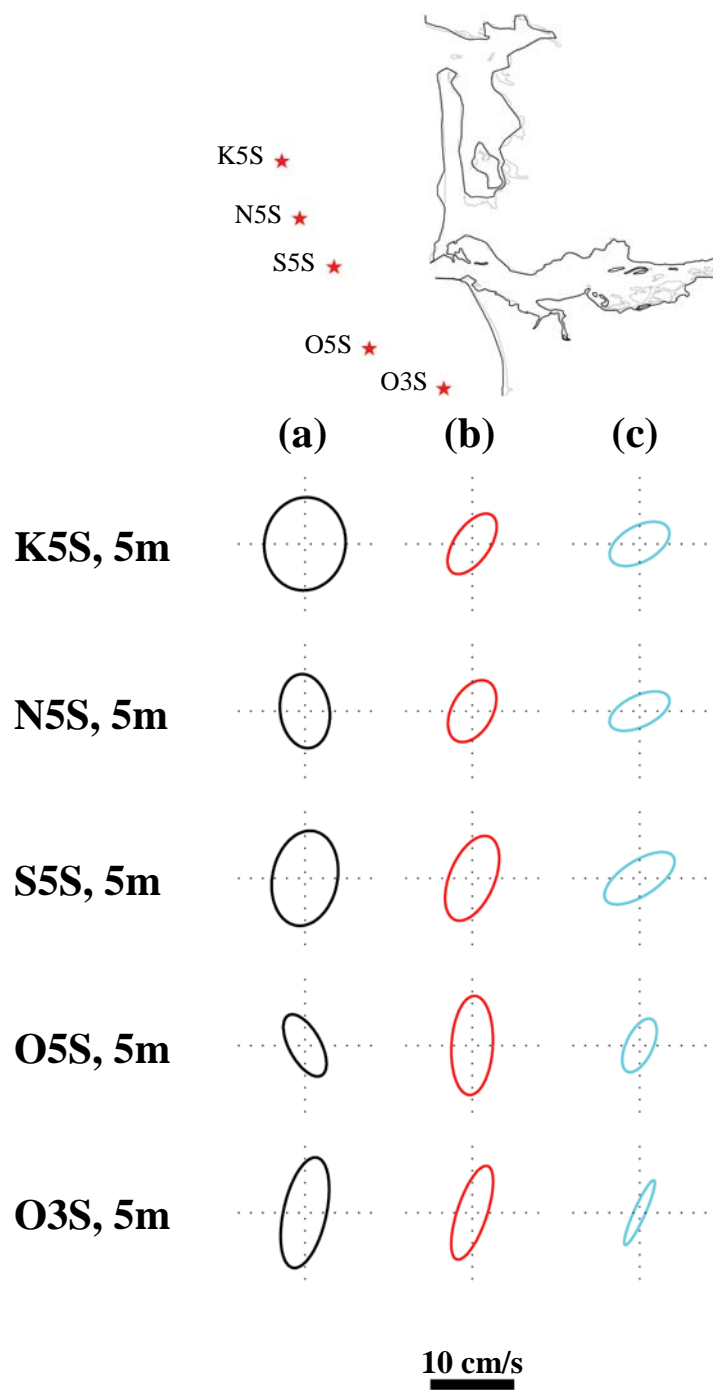 K5S
N5S
S5S
O5S
O3S
(a) (b) (c)
K5S, 5m
N5S, 5m
S5S, 5m
O5S, 5m
O3S, 5m
10 cm/s